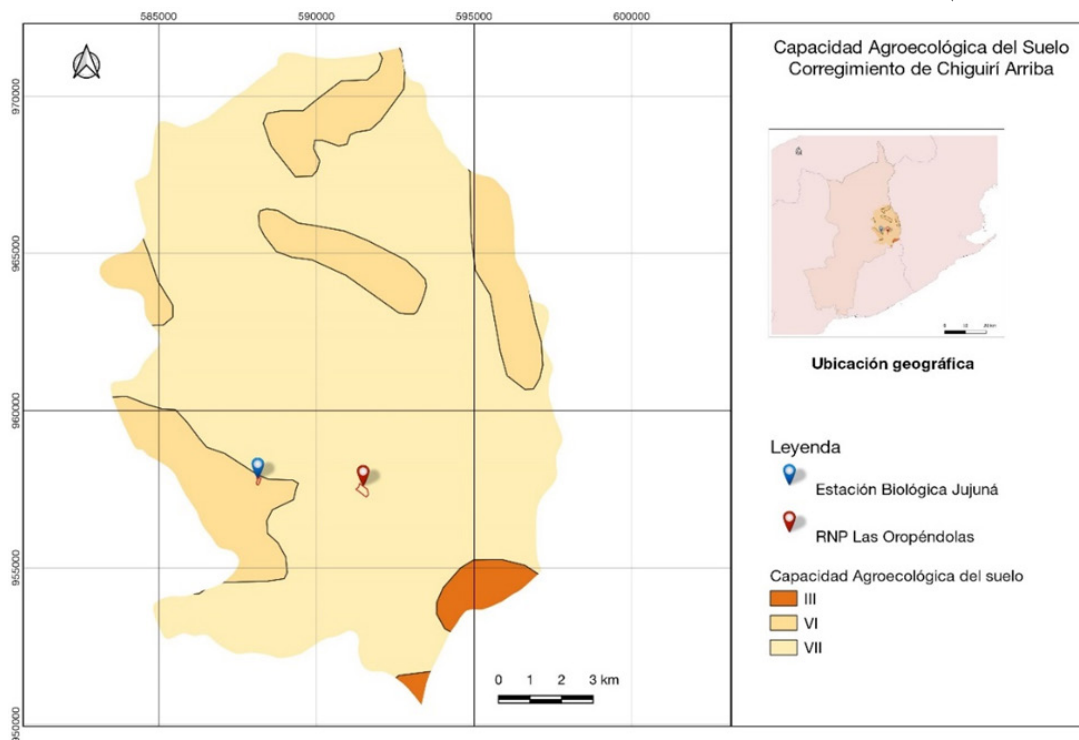 585000 590000 595000 600000
970000
965000
960000
955000
950000
0 1 2 3 km
Capacidad Agroecológica del Suelo
Corregimiento de Chiguirí Arriba
Ubicación geográfica
Leyenda
Estación Biológica Jujuná
RNP Las Oropéndolas
Capacidad Agroecológica del suelo
III
VI
VII